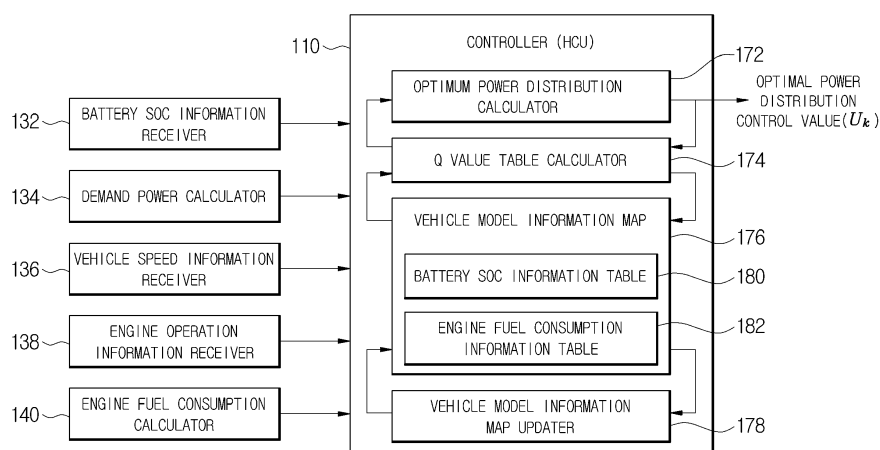 110
CONTROLLER (HCU)
172
OPTIMUM POWER DISTRIBUTION
CALCULATOR
OPTIMAL POWER
DISTRIBUTION
CONTROL VALUE(Uk)
132
BATTERY SOC INFORMATION
RECEIVER
Q VALUE TABLE CALCULATOR
174
134
DEMAND POWER CALCULATOR
VEHICLE MODEL INFORMATION MAP
176
136
VEHICLE SPEED INFORMATION
RECEIVER
BATTERY SOC INFORMATION TABLE
180
138
ENGINE OPERATION
INFORMATION RECEIVER
ENGINE FUEL CONSUMPTION
INFORMATION TABLE
182
140
ENGINE FUEL CONSUMPTION
CALCULATOR
VEHICLE MODEL INFORMATION
MAP UPDATER
178